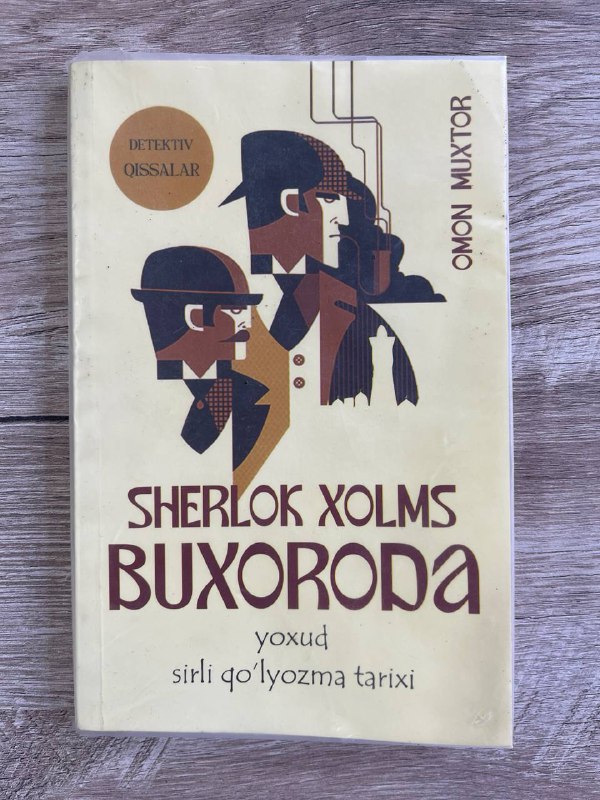 DETEKTIV
QISSALAR
OMON MUXTOR
SHERLOK XOLMS
BUXORODA
yoxud
sirli qo'lyozma tarixi